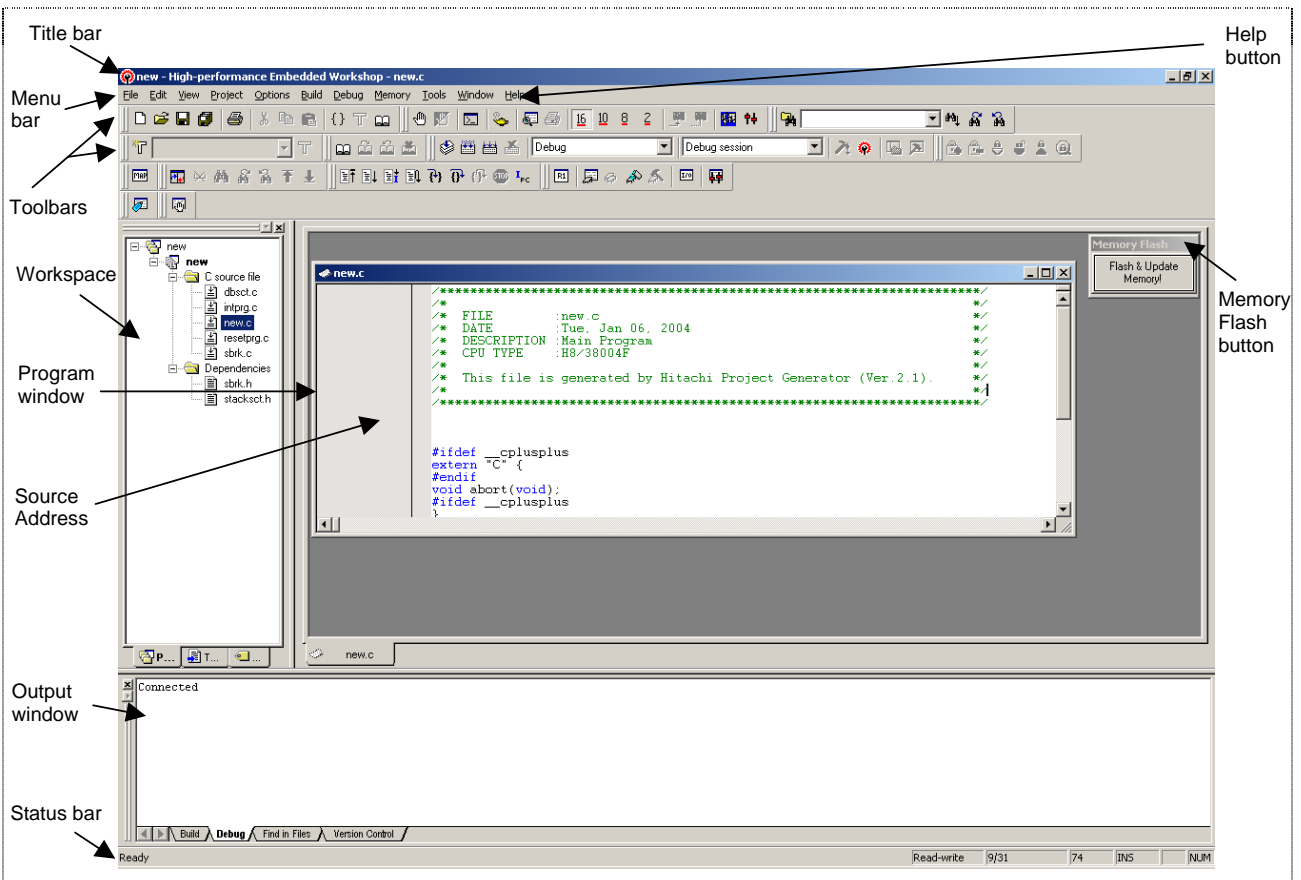 Title bar
Help
button
new - High-performance Embedded Workshop - new.c
Menu
bar
File Edit View Project Options Build Debug Memory Tools Window Help
16 10 8 2
Toolbars
Debug
Debug session
MAP
PC
R1
I/O
Workspace
new
new
C source file
dbsct.c
intprg.c
new.c
resetprg.c
sbrk.c
Dependencies
sbrk.h
stacksct.h
P...
T...
...
Program
window
Source
Address
new.c
/***********************************************************************/
/* */
/* FILE :new.c */
/* DATE :Tue, Jan 06, 2004 */
/* DESCRIPTION :Main Program */
/* CPU TYPE :H8/38004F */
/* */
/* This file is generated by Hitachi Project Generator (Ver.2.1). */
/* */
/***********************************************************************/
#ifdef __cplusplus
extern "C" {
#endif
void abort(void);
#ifdef __cplusplus
}
new.c
Memory Flash
Flash & Update
Memory!
Memory
Flash
button
Output
window
Connected
Build
Debug
Find in Files
Version Control
Status bar
Ready
Read-write 9/31 74 INS NUM